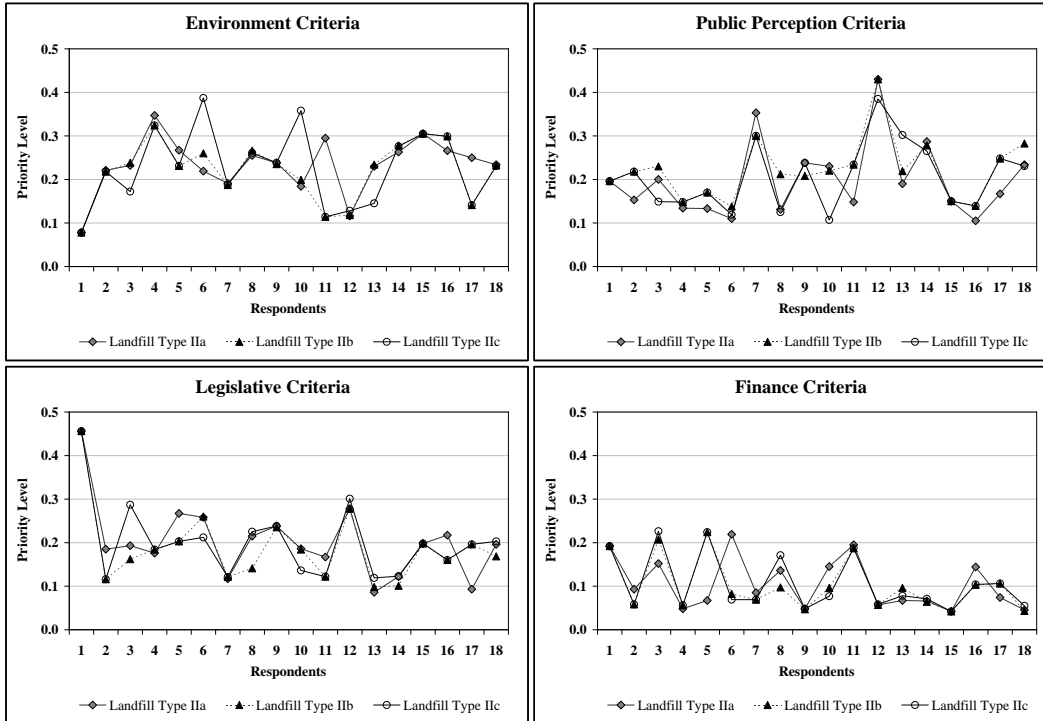 Environment Criteria
0.5
0.4
0.3
0.2
0.1
0.0
Priority Level
1 2 3 4 5 6 7 8 9 10 11 12 13 14 15 16 17 18
Respondents
Landfill Type IIa Landfill Type IIb Landfill Type IIc
Public Perception Criteria
0.5
0.4
0.3
0.2
0.1
0.0
Priority Level
1 2 3 4 5 6 7 8 9 10 11 12 13 14 15 16 17 18
Respondents
Landfill Type IIa Landfill Type IIb Landfill Type IIc
Legislative Criteria
0.5
0.4
0.3
0.2
0.1
0.0
Priority Level
1 2 3 4 5 6 7 8 9 10 11 12 13 14 15 16 17 18
Respondents
Landfill Type IIa Landfill Type IIb Landfill Type IIc
Finance Criteria
0.5
0.4
0.3
0.2
0.1
0.0
Priority Level
1 2 3 4 5 6 7 8 9 10 11 12 13 14 15 16 17 18
Respondents
Landfill Type IIa Landfill Type IIb Landfill Type IIc